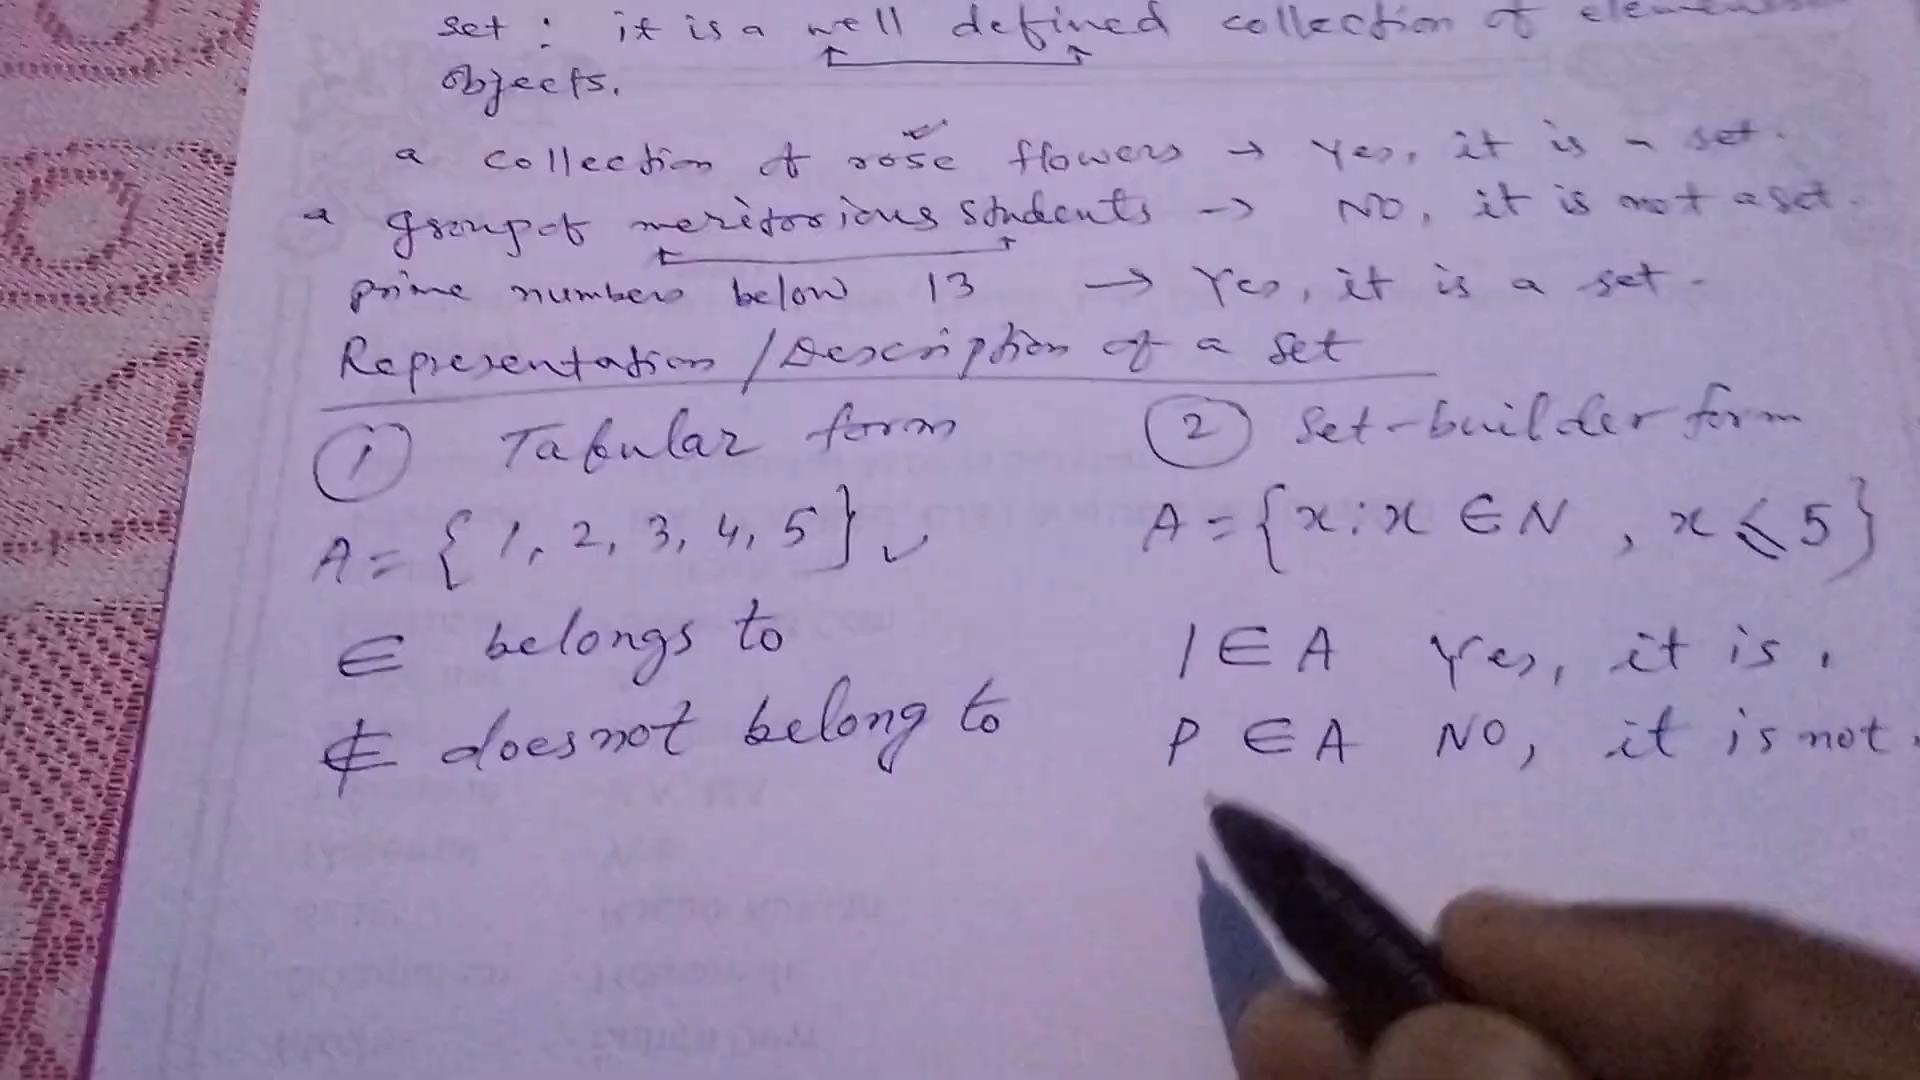 set : it is a well defined collection of elements
objects.
a collection of rose flowers → Yes, it is a set.
a group of meritorious students → NO, it is not a set.
prime numbers below 13 → Yes, it is a set.
Representation / Description of a set
① Tabular form ② Set-builder form
A = { 1, 2, 3, 4, 5 } ✓ A = { x : x ∈ N , x ⩽ 5 }
∈ belongs to 1 ∈ A Yes, it is.
∉ does not belong to P ∈ A NO, it is not.